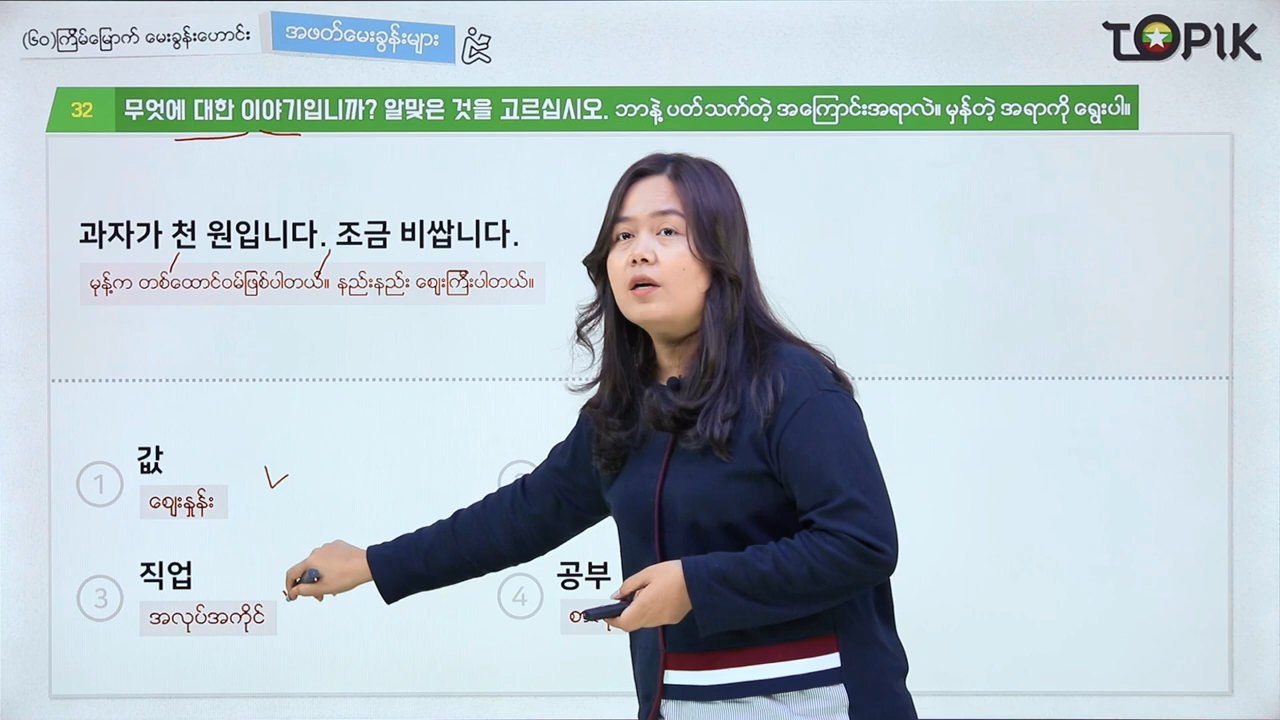 (၆၀)ကြိမ်မြောက် မေးခွန်းဟောင်း
အဖတ်မေးခွန်းများ
TOPIK
32 무엇에 대한 이야기입니까? 알맞은 것을 고르십시오. ဘာနဲ့ ပတ်သက်တဲ့ အကြောင်းအရာလဲ။ မှန်တဲ့ အရာကို ရွေးပါ။
과자가 천 원입니다. 조금 비쌉니다.
မုန့်က တစ်ထောင်ဝမ်ဖြစ်ပါတယ်။ နည်းနည်း ဈေးကြီးပါတယ်။
1 값
ဈေးနှုန်း
3 직업
အလုပ်အကိုင်
4 공부